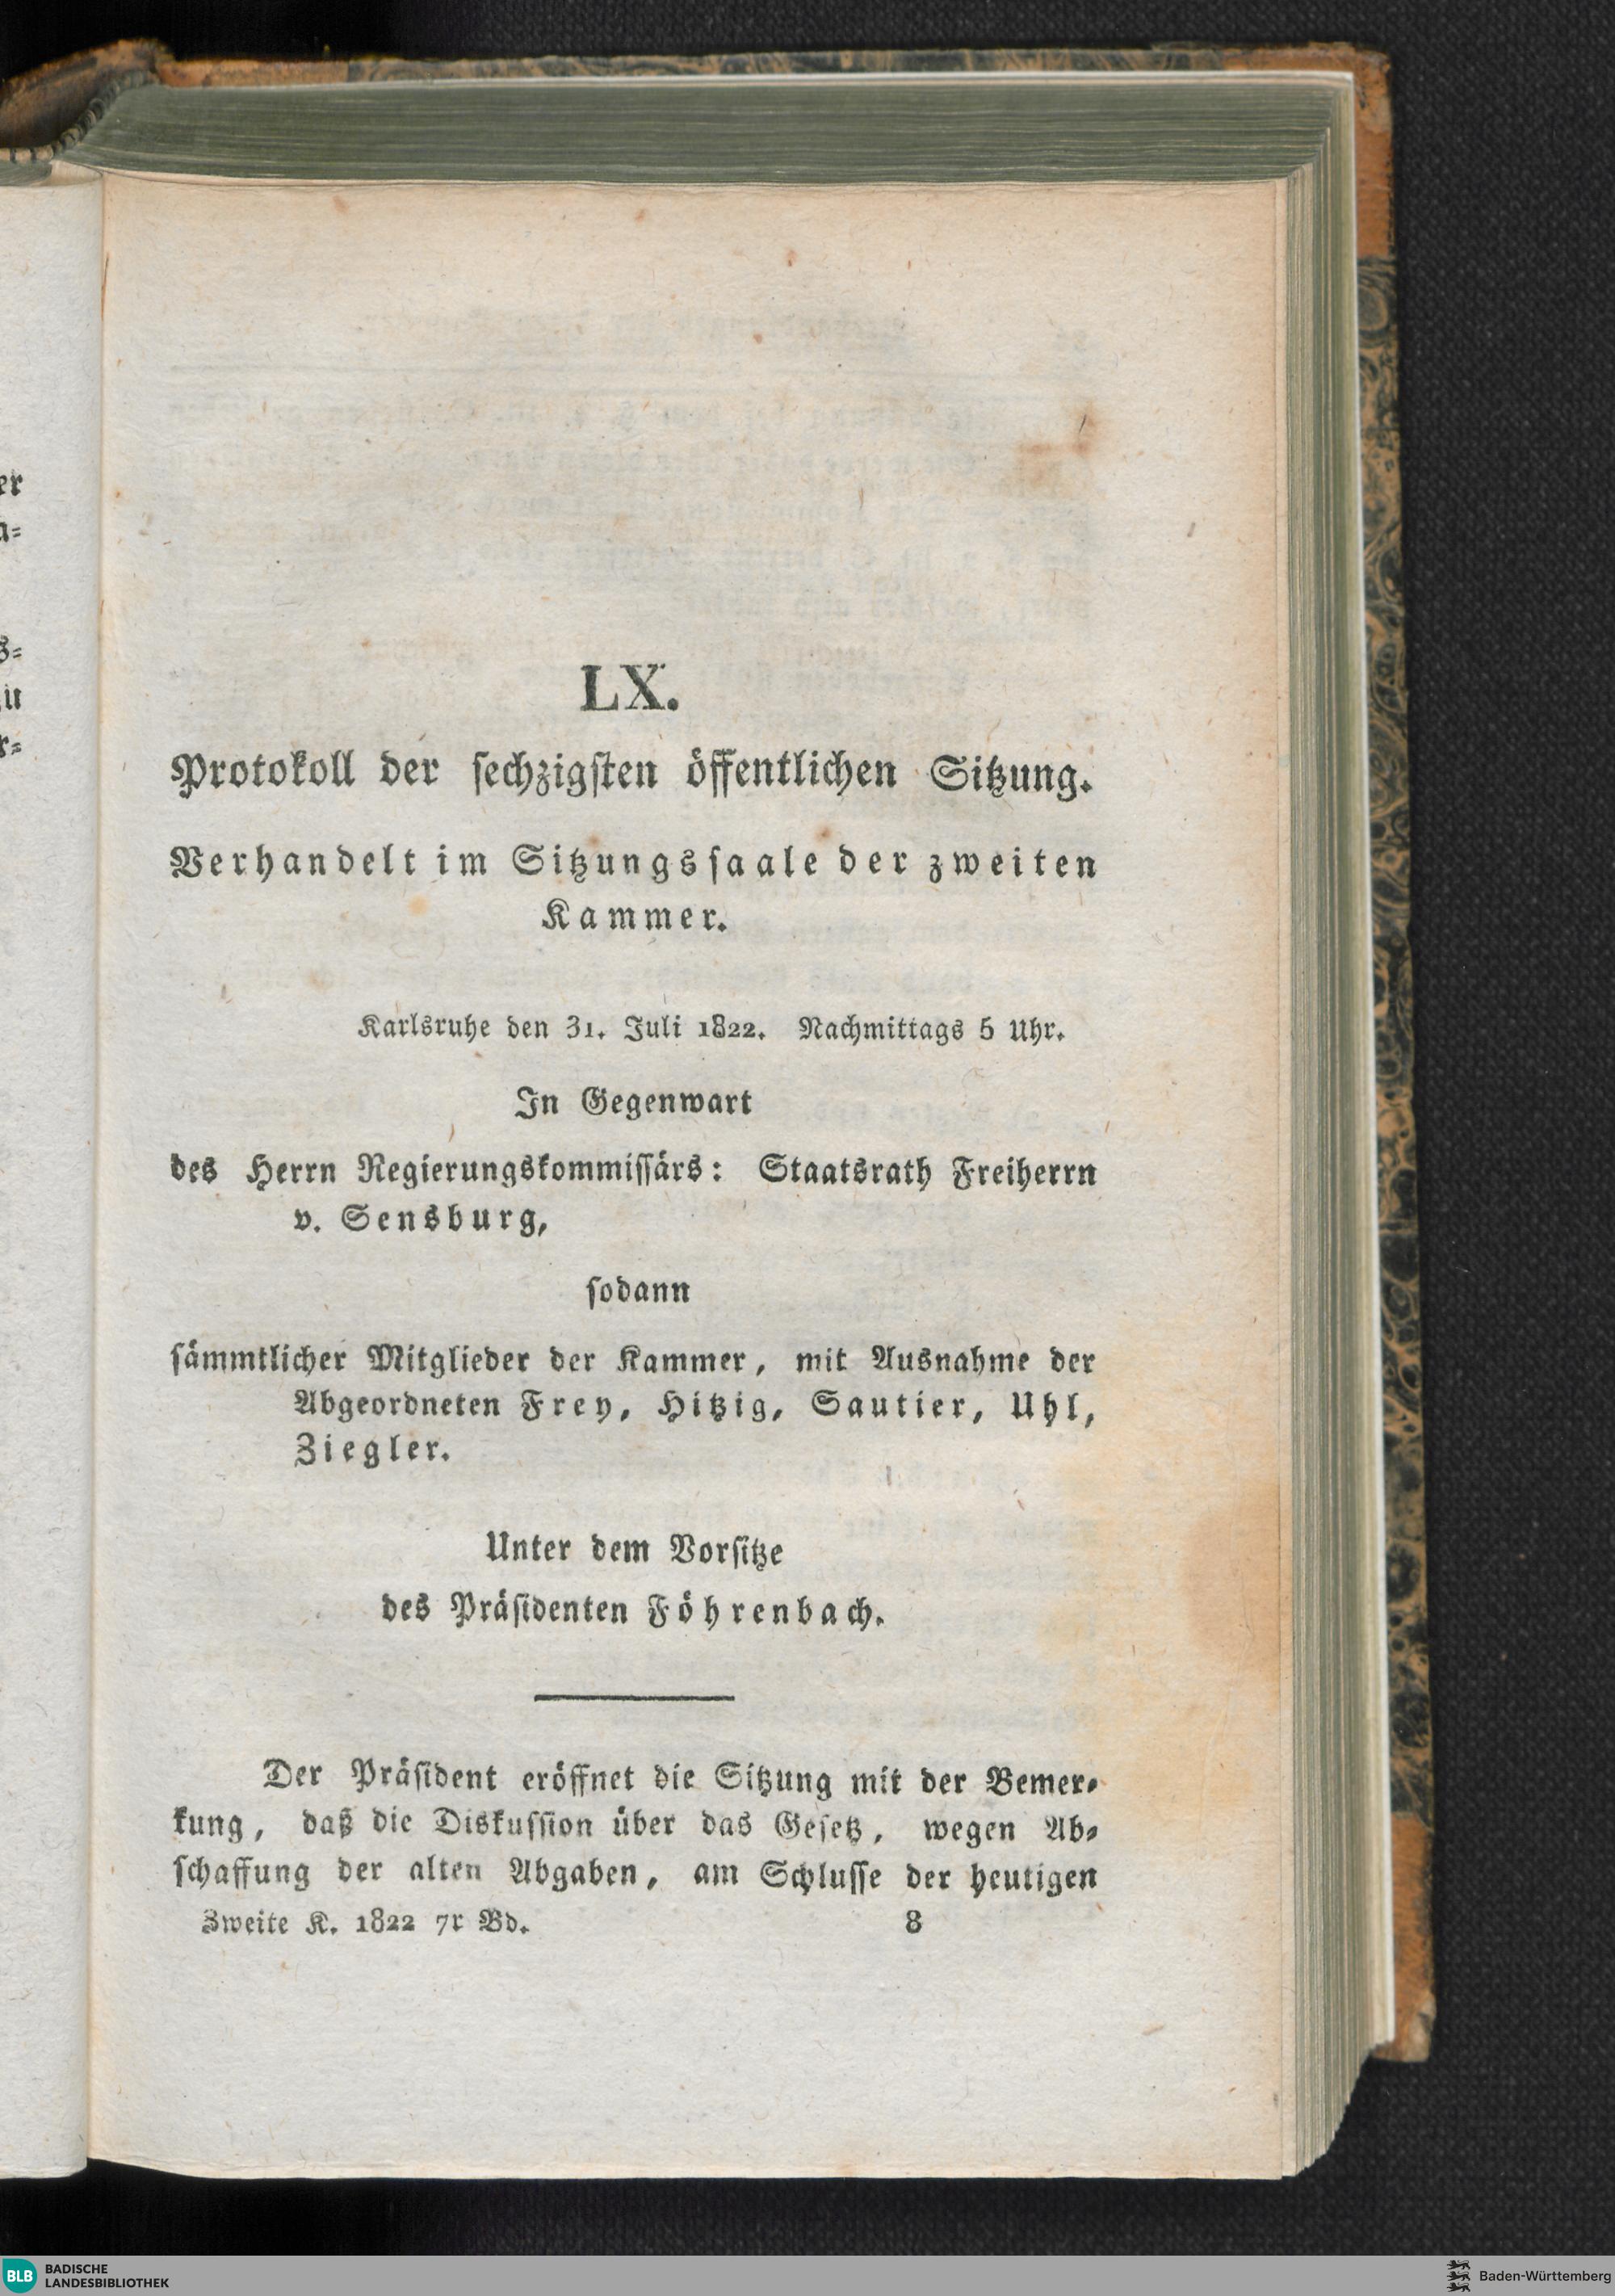 er
a=
s=
zu
r=
LX.
Protokoll der ſechzigſten öffentlichen Sitzung.
Verhandelt im Sitzungsſaale der zweiten
Kammer.
Karlsruhe den 31. Juli 1822. Nachmittags 5 Uhr.
In Gegenwart
des Herrn Regierungskommiſſärs: Staatsrath Freiherrn
v. Sensburg,
ſodann
ſämmtlicher Mitglieder der Kammer, mit Ausnahme der
Abgeordneten Frey, Hitzig, Sautier, Uhl,
Ziegler.
Unter dem Vorſitze
des Präſidenten Föhrenbach.
Der Präſident eröffnet die Sitzung mit der Bemer=
kung, daß die Diskuſſion über das Geſetz, wegen Ab=
ſchaffung der alten Abgaben, am Schluſſe der heutigen
Zweite K. 1822 7r Bd. 8
BLB BADISCHE
LANDESBIBLIOTHEK
Baden-Württemberg